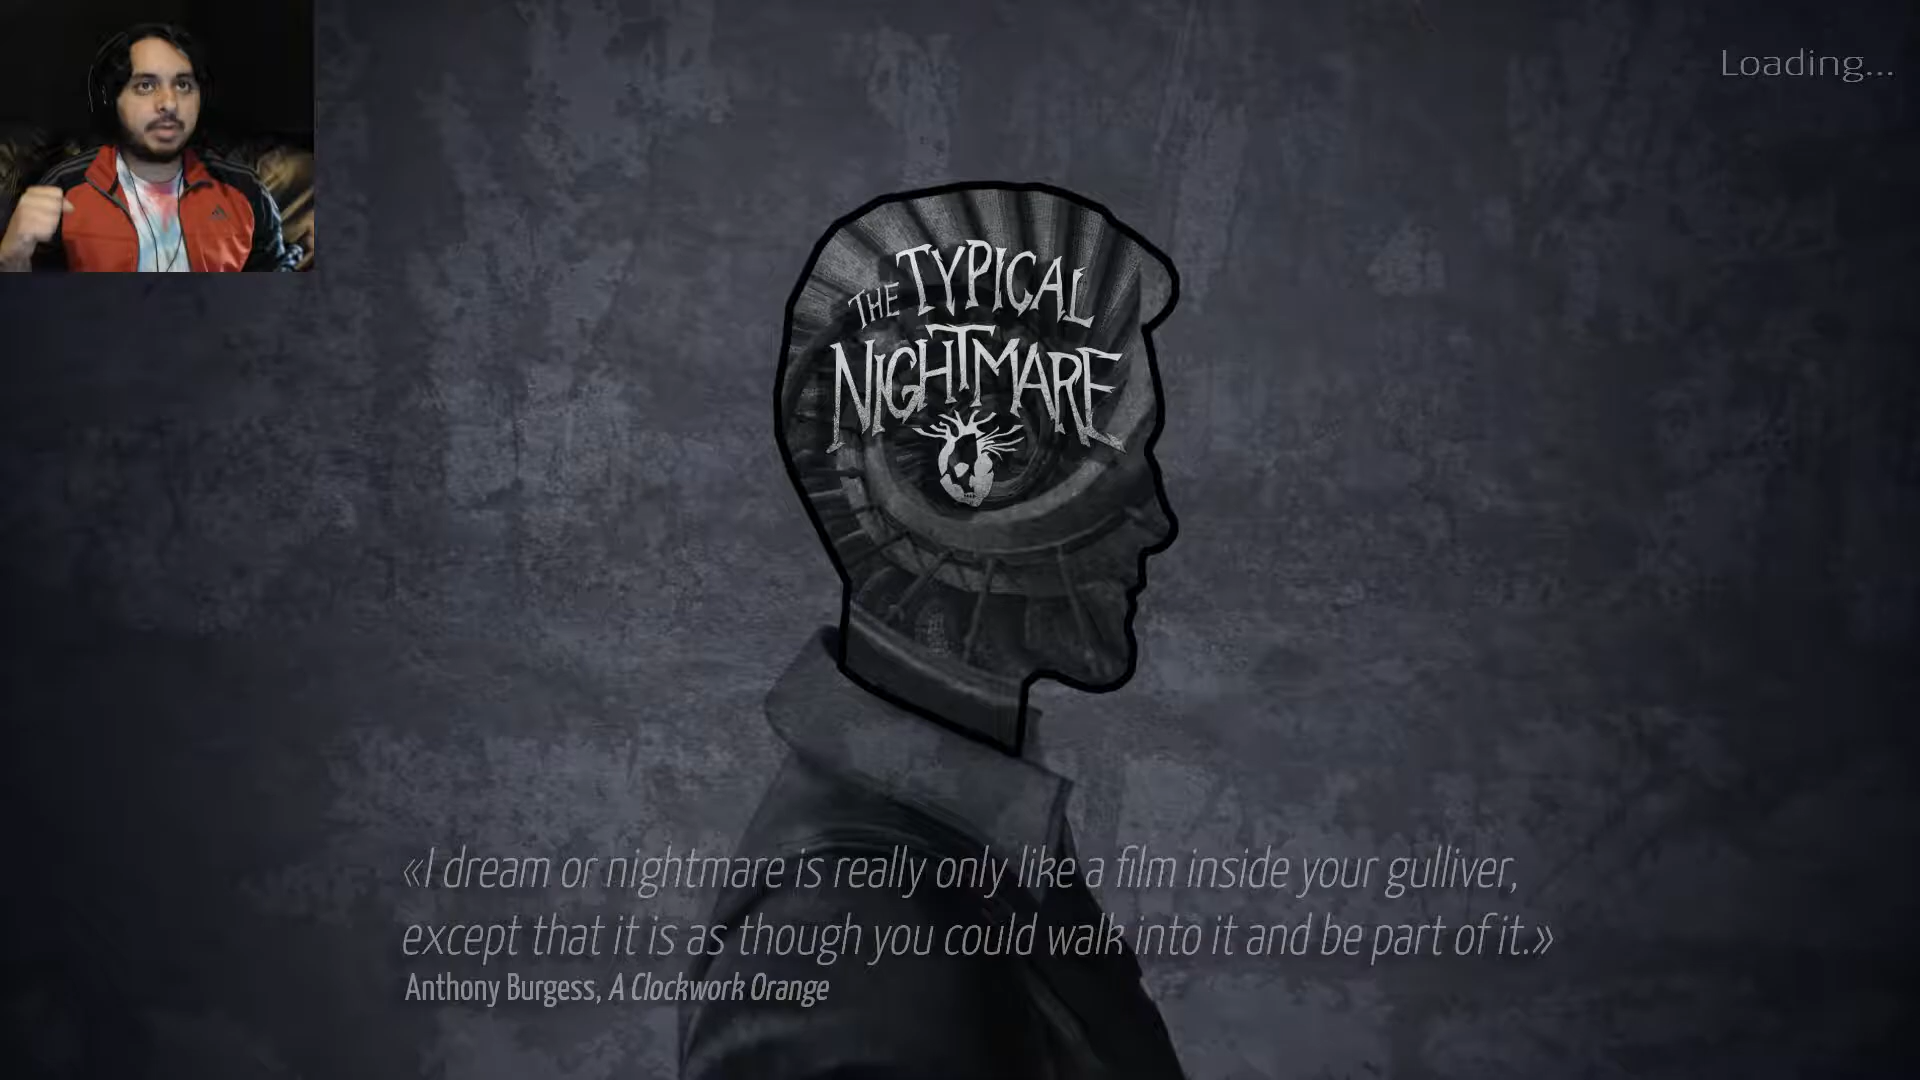 Loading...
THE TYPICAL
NIGHTMARE
«I dream or nightmare is really only like a film inside your gulliver,
except that it is as though you could walk into it and be part of it.»
Anthony Burgess, A Clockwork Orange